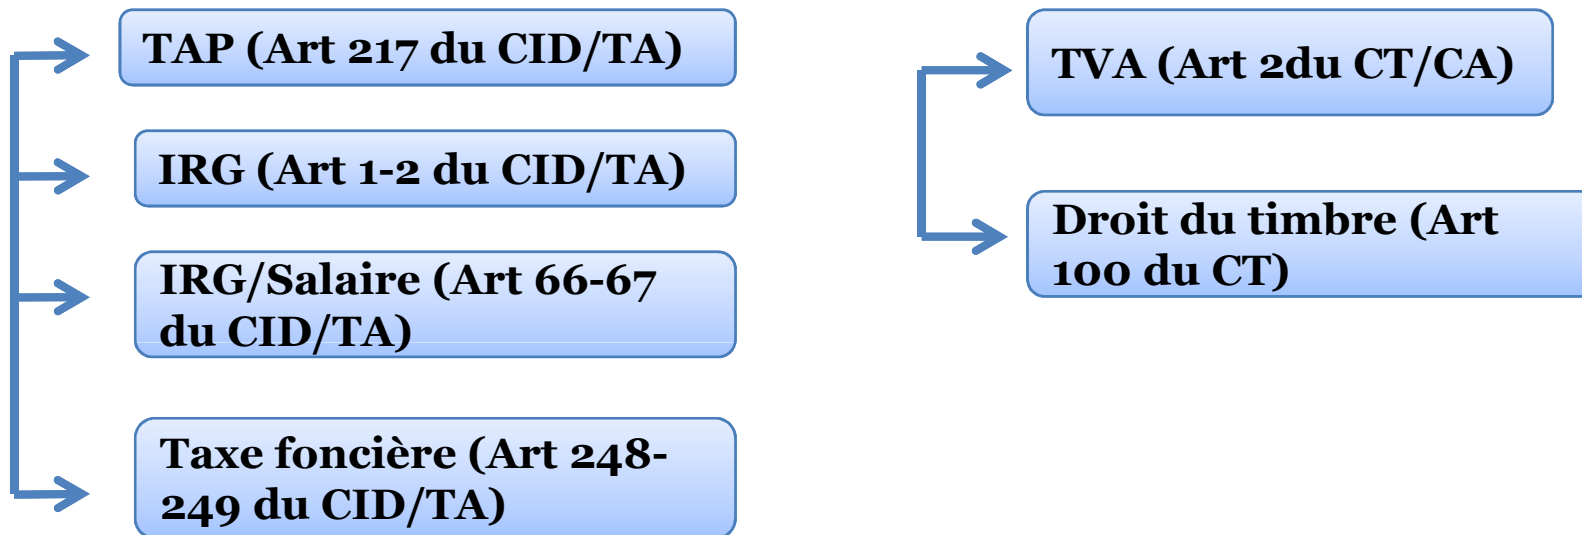 TAP (Art 217 du CID/TA)
IRG (Art 1-2 du CID/TA)
IRG/Salaire (Art 66-67
du CID/TA)
Taxe foncière (Art 248-
249 du CID/TA)
TVA (Art 2du CT/CA)
Droit du timbre (Art
100 du CT)